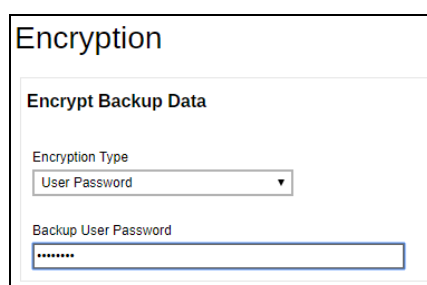 Encryption
Encrypt Backup Data
Encryption Type
User Password
Backup User Password
••••••••